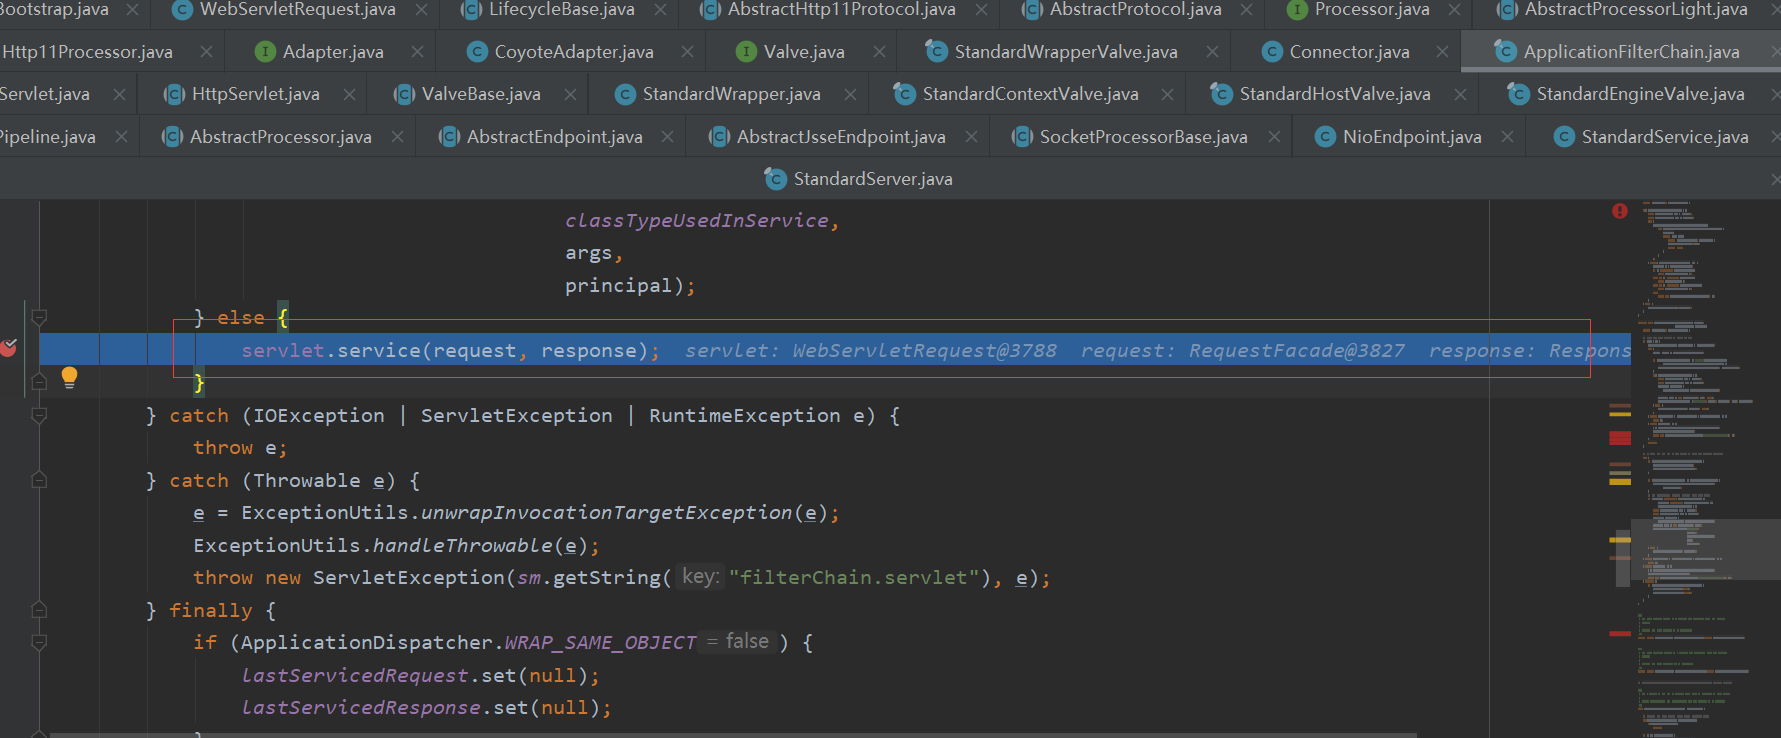 Bootstrap.java WebServletRequest.java LifecycleBase.java AbstractHttp11Protocol.java AbstractProtocol.java Processor.java AbstractProcessorLight.java
Http11Processor.java Adapter.java CoyoteAdapter.java Valve.java StandardWrapperValve.java Connector.java ApplicationFilterChain.java
Servlet.java HttpServlet.java ValveBase.java StandardWrapper.java StandardContextValve.java StandardHostValve.java StandardEngineValve.java
Pipeline.java AbstractProcessor.java AbstractEndpoint.java AbstractJsseEndpoint.java SocketProcessorBase.java NioEndpoint.java StandardService.java
StandardServer.java
classTypeUsedInService,
args,
principal);
} else {
servlet.service(request, response); servlet: WebServletRequest@3788 request: RequestFacade@3827 response: Respons
}
} catch (IOException | ServletException | RuntimeException e) {
throw e;
} catch (Throwable e) {
e = ExceptionUtils.unwrapInvocationTargetException(e);
ExceptionUtils.handleThrowable(e);
throw new ServletException(sm.getString( key: "filterChain.servlet"), e);
} finally {
if (ApplicationDispatcher.WRAP_SAME_OBJECT = false ) {
lastServicedRequest.set(null);
lastServicedResponse.set(null);
}